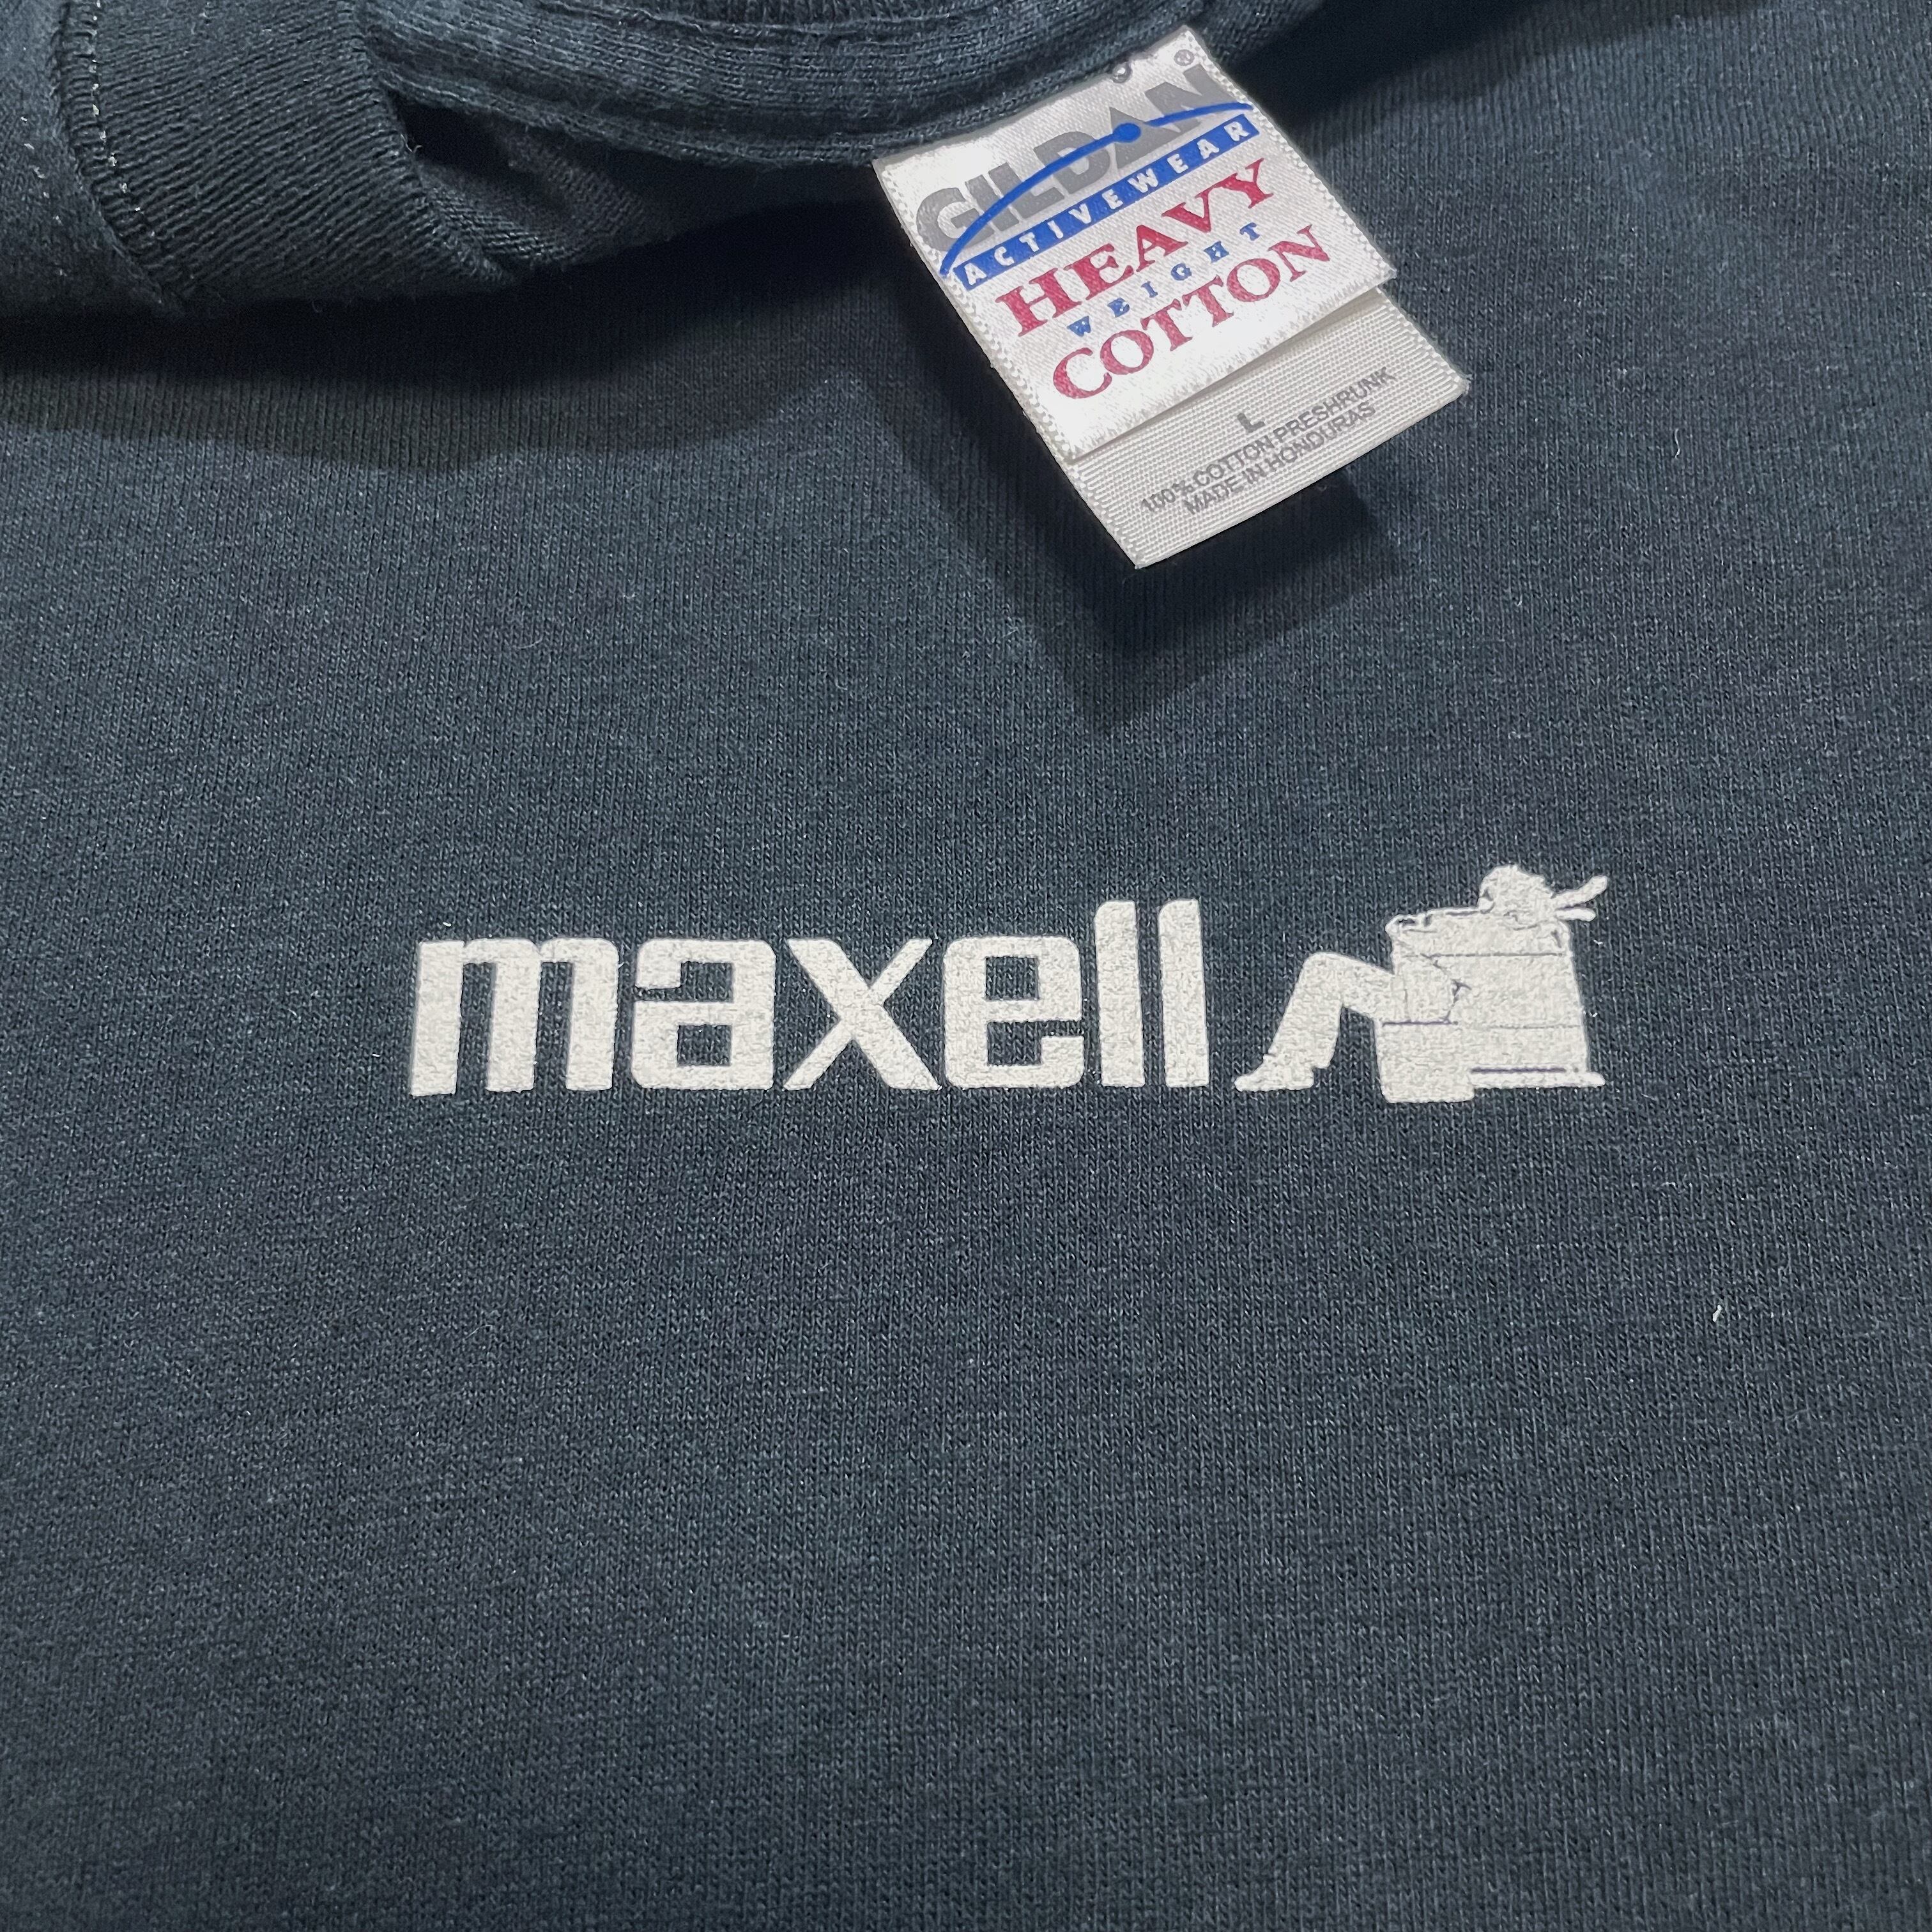 GILDAN®
ACTIVEWEAR
HEAVY
WEIGHT
COTTON
L
100% COTTON PRESHRUNK
MADE IN HONDURAS
maxell